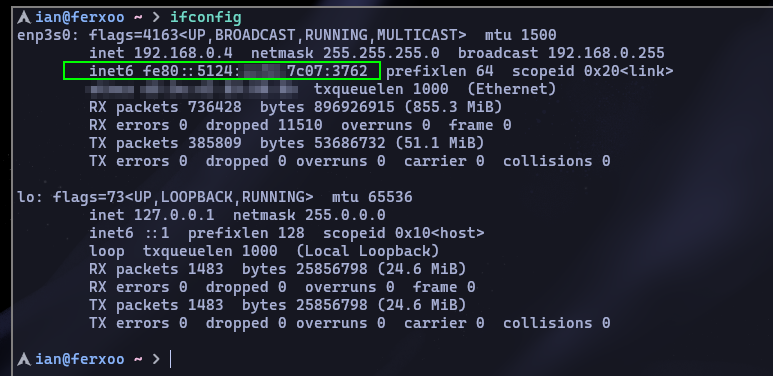 ian@ferxoo ~ > ifconfig
enp3s0: flags=4163<UP,BROADCAST,RUNNING,MULTICAST>  mtu 1500
inet 192.168.0.4  netmask 255.255.255.0  broadcast 192.168.0.255
inet6 fe80::5124: 7c07:3762  prefixlen 64  scopeid 0x20<link>
txqueuelen 1000  (Ethernet)
RX packets 736428  bytes 896926915 (855.3 MiB)
RX errors 0  dropped 11510  overruns 0  frame 0
TX packets 385809  bytes 53686732 (51.1 MiB)
TX errors 0  dropped 0 overruns 0  carrier 0  collisions 0
lo: flags=73<UP,LOOPBACK,RUNNING>  mtu 65536
inet 127.0.0.1  netmask 255.0.0.0
inet6 ::1  prefixlen 128  scopeid 0x10<host>
loop  txqueuelen 1000  (Local Loopback)
RX packets 1483  bytes 25856798 (24.6 MiB)
RX errors 0  dropped 0  overruns 0  frame 0
TX packets 1483  bytes 25856798 (24.6 MiB)
TX errors 0  dropped 0 overruns 0  carrier 0  collisions 0
ian@ferxoo ~ >